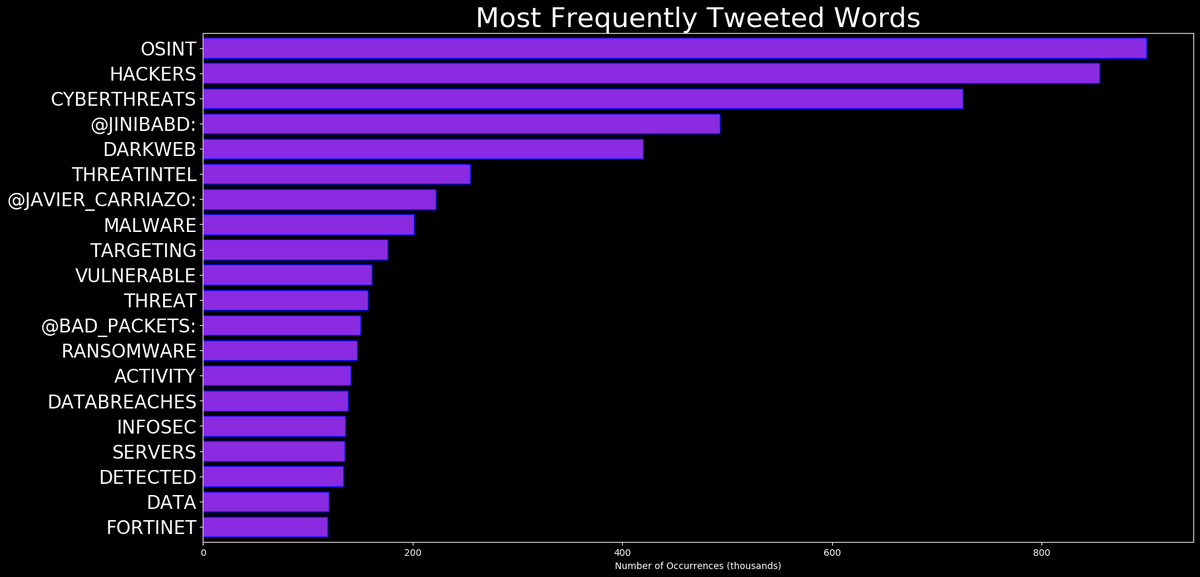 Most Frequently Tweeted Words
OSINT
HACKERS
CYBERTHREATS
@JINIBABD:
DARKWEB
THREATINTEL
@JAVIER_CARRIAZO:
MALWARE
TARGETING
VULNERABLE
THREAT
@BAD_PACKETS:
RANSOMWARE
ACTIVITY
DATABREACHES
INFOSEC
SERVERS
DETECTED
DATA
FORTINET
0 200 400 600 800
Number of Occurrences (thousands)